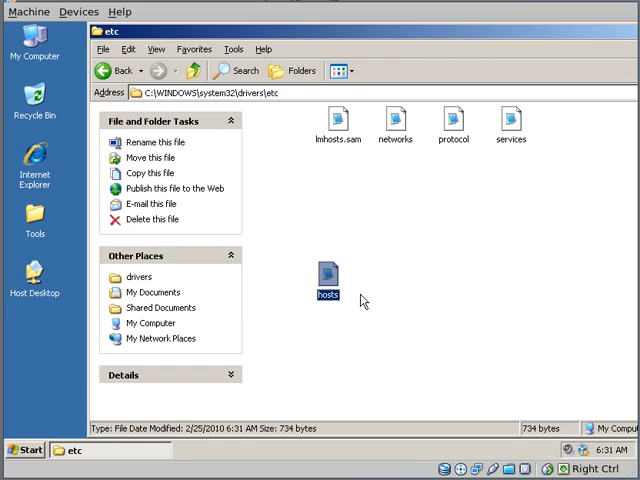 Machine Devices Help
My Computer
Recycle Bin
Internet
Explorer
Tools
Host Desktop
etc
File Edit View Favorites Tools Help
Back Search Folders
Address C:\WINDOWS\system32\drivers\etc
File and Folder Tasks
Rename this file
Move this file
Copy this file
Publish this file to the Web
E-mail this file
Delete this file
Other Places
drivers
My Documents
Shared Documents
My Computer
My Network Places
Details
lmhosts.sam networks protocol services
hosts
Type: File Date Modified: 2/25/2010 6:31 AM Size: 734 bytes 734 bytes My Compu
Start etc 6:31 AM
Right Ctrl